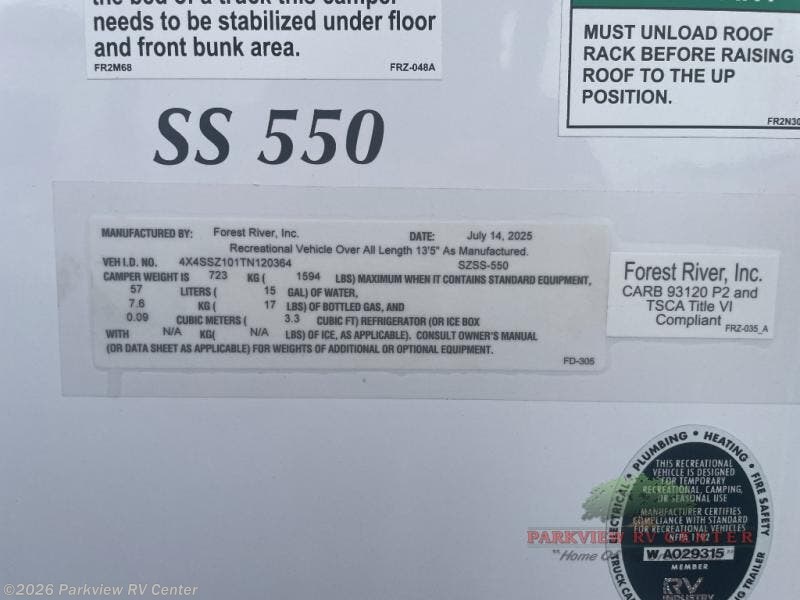 needs to be stabilized under floor
and front bunk area.
FR2M68 FRZ-048A
MUST UNLOAD ROOF
RACK BEFORE RAISING
ROOF TO THE UP
POSITION.
FR2N30
SS 550
MANUFACTURED BY: Forest River, Inc. DATE: July 14, 2025
Recreational Vehicle Over All Length 13'5" As Manufactured.
VEH I.D. NO. 4X4SSZ101TN120364 SZSS-550
CAMPER WEIGHT IS 723 KG ( 1594 LBS) MAXIMUM WHEN IT CONTAINS STANDARD EQUIPMENT,
57 LITERS ( 15 GAL) OF WATER,
7.6 KG ( 17 LBS) OF BOTTLED GAS, AND
0.09 CUBIC METERS ( 3.3 CUBIC FT) REFRIGERATOR (OR ICE BOX
WITH N/A KG( N/A LBS) OF ICE, AS APPLICABLE). CONSULT OWNER'S MANUAL
(OR DATA SHEET AS APPLICABLE) FOR WEIGHTS OF ADDITIONAL OR OPTIONAL EQUIPMENT.
FD-305
Forest River, Inc.
CARB 93120 P2 and
TSCA Title VI
Compliant FRZ-035_A
ELECTRICAL • PLUMBING • HEATING • FIRE SAFETY
THIS RECREATIONAL
VEHICLE IS DESIGNED
FOR TEMPORARY
RECREATIONAL, CAMPING,
OR SEASONAL USE
MANUFACTURER CERTIFIES
COMPLIANCE WITH STANDARD
FOR RECREATIONAL VEHICLES
PARKVIEW RV CENTER
"Home
W A029315
MEMBER
RV
INDUSTRY
TRAILER
©2026 Parkview RV Center